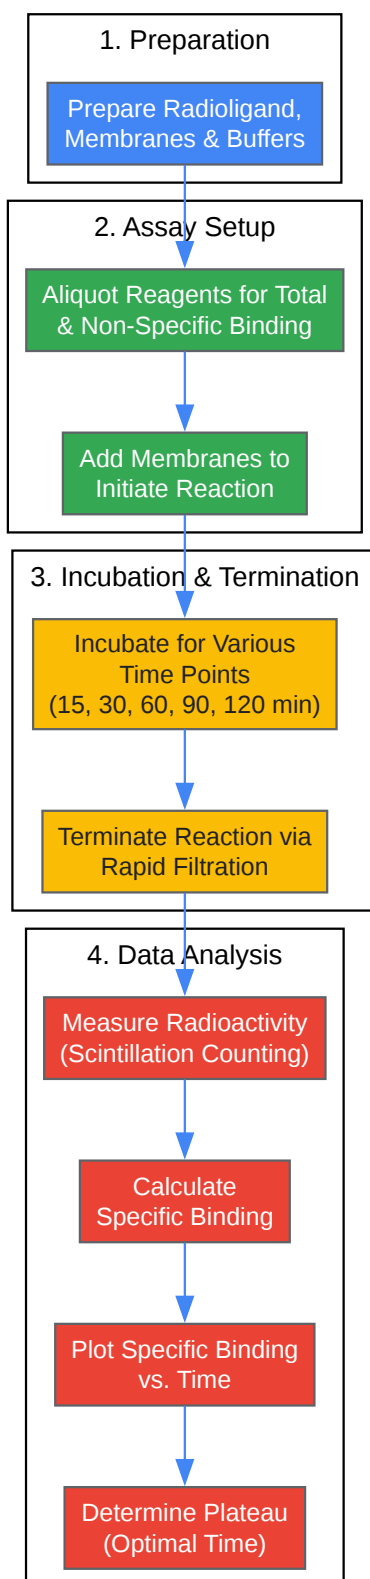 1. Preparation
Prepare Radioligand,
Membranes & Buffers
2. Assay Setup
Aliquot Reagents for Total
& Non-Specific Binding
Add Membranes to
Initiate Reaction
3. Incubation & Termination
Incubate for Various
Time Points
(15, 30, 60, 90, 120 min)
Terminate Reaction via
Rapid Filtration
4. Data Analysis
Measure Radioactivity
(Scintillation Counting)
Calculate
Specific Binding
Plot Specific Binding
vs. Time
Determine Plateau
(Optimal Time)